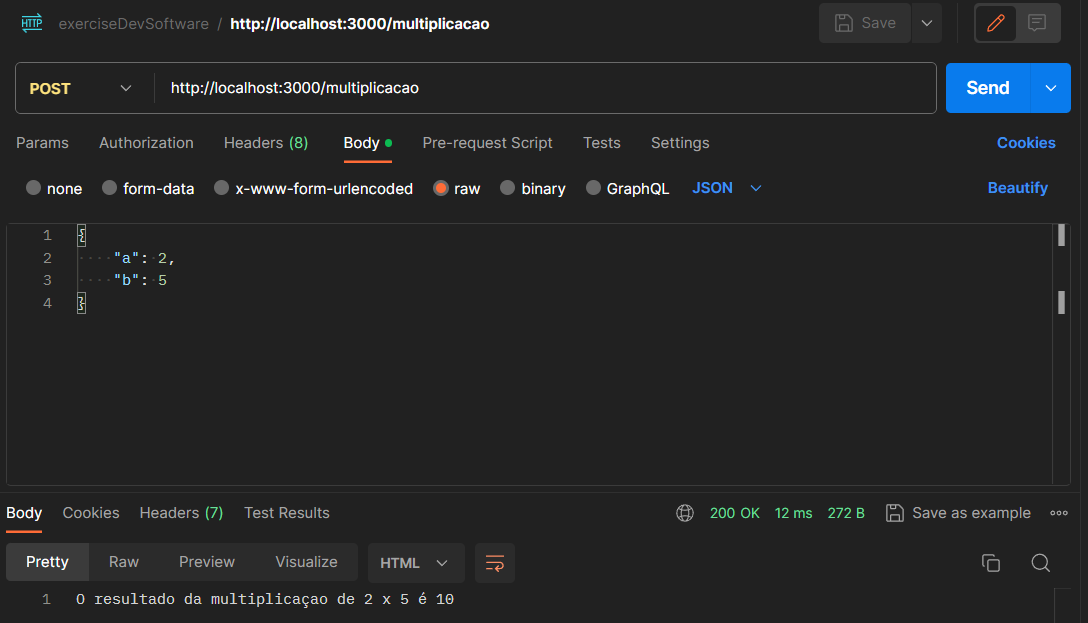 HTTP exerciseDevSoftware / http://localhost:3000/multiplicacao Save
POST http://localhost:3000/multiplicacao Send
Params Authorization Headers (8) Body Pre-request Script Tests Settings Cookies
none form-data x-www-form-urlencoded raw binary GraphQL JSON Beautify
1 {
2 "a": 2,
3 "b": 5
4 }
Body Cookies Headers (7) Test Results 200 OK 12 ms 272 B Save as example
Pretty Raw Preview Visualize HTML
1 O resultado da multiplicaçao de 2 x 5 é 10